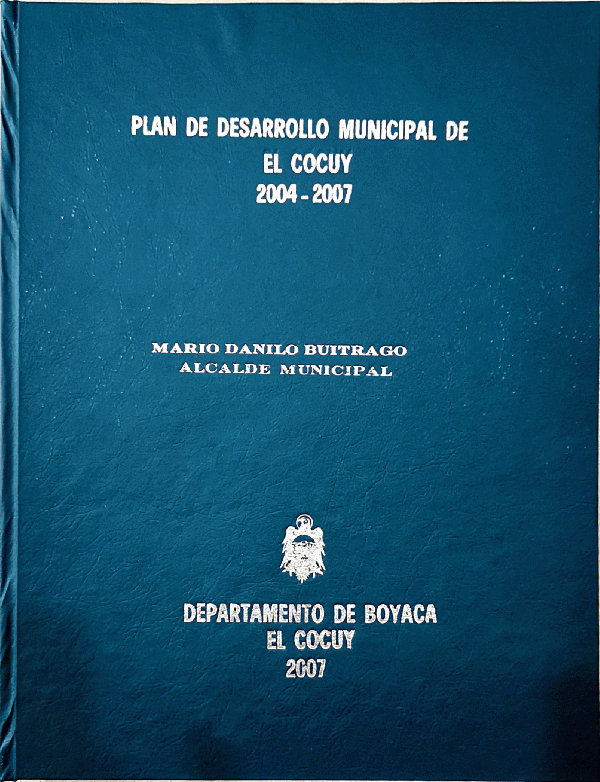 PLAN DE DESARROLLO MUNICIPAL DE
EL COCUY
2004-2007
MARIO DANILO BUITRAGO
ALCALDE MUNICIPAL
DEPARTAMENTO DE BOYACA
EL COCUY
2007